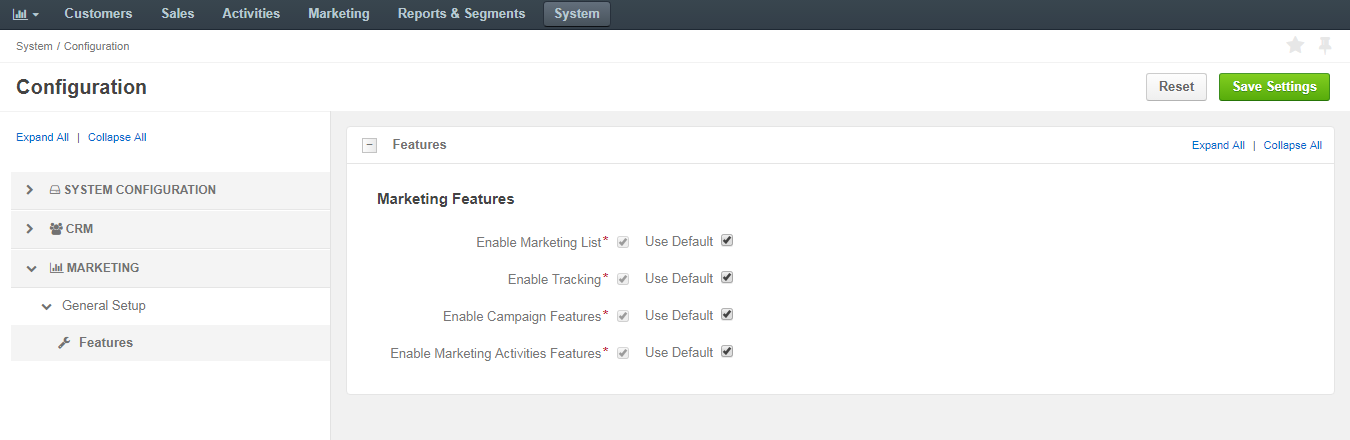 Customers Sales Activities Marketing Reports & Segments System
System / Configuration
Configuration
Reset Save Settings
Expand All | Collapse All
SYSTEM CONFIGURATION
CRM
MARKETING
General Setup
Features
Features
Expand All | Collapse All
Marketing Features
Enable Marketing List* Use Default
Enable Tracking* Use Default
Enable Campaign Features* Use Default
Enable Marketing Activities Features* Use Default